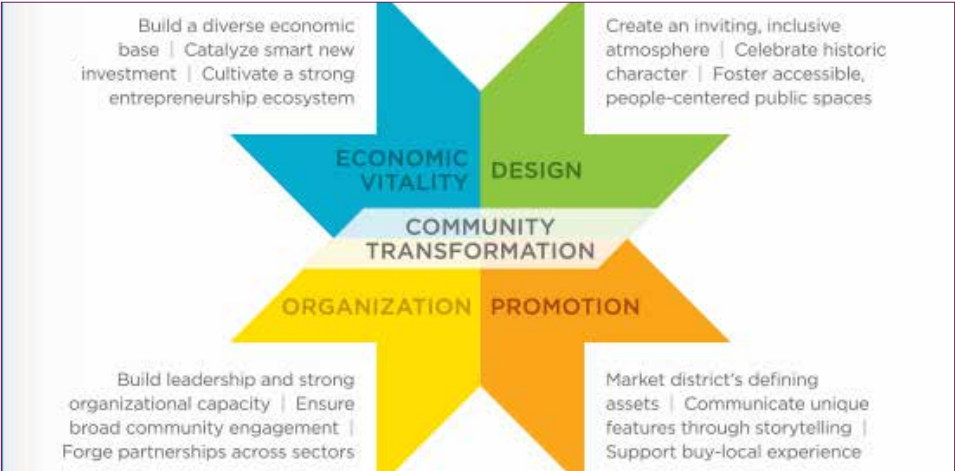 Build a diverse economic
base | Catalyze smart new
investment | Cultivate a strong
entrepreneurship ecosystem
Create an inviting, inclusive
atmosphere | Celebrate historic
character | Foster accessible,
people-centered public spaces
ECONOMIC
VITALITY
DESIGN
COMMUNITY
TRANSFORMATION
ORGANIZATION
PROMOTION
Build leadership and strong
organizational capacity | Ensure
broad community engagement |
Forge partnerships across sectors
Market district's defining
assets | Communicate unique
features through storytelling |
Support buy-local experience